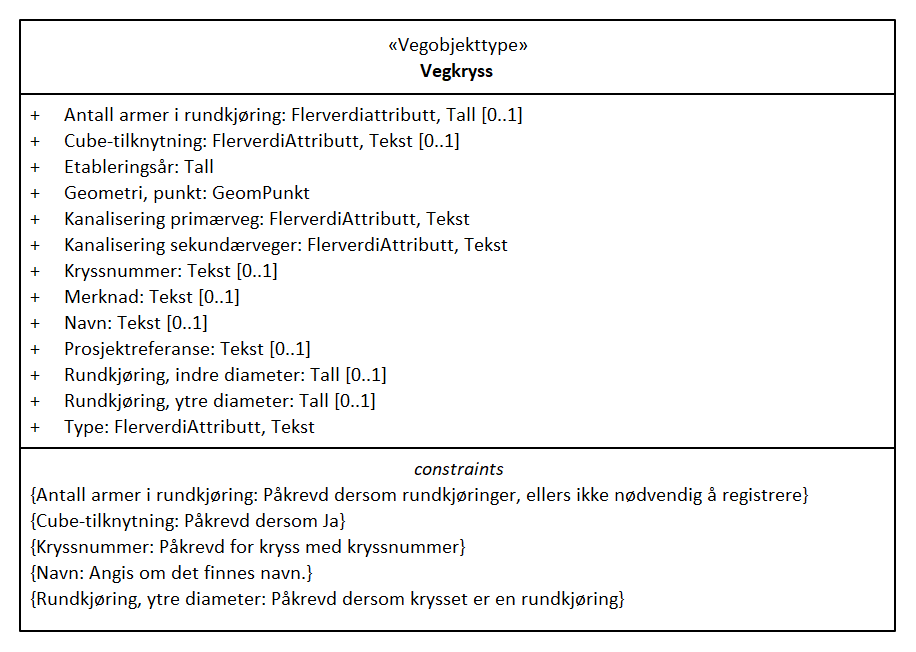 «Vegobjekttype»
Vegkryss
+ Antall armer i rundkjøring: Flerverdiattributt, Tall [0..1]
+ Cube-tilknytning: FlerverdiAttributt, Tekst [0..1]
+ Etableringsår: Tall
+ Geometri, punkt: GeomPunkt
+ Kanalisering primærveg: FlerverdiAttributt, Tekst
+ Kanalisering sekundærveger: FlerverdiAttributt, Tekst
+ Kryssnummer: Tekst [0..1]
+ Merknad: Tekst [0..1]
+ Navn: Tekst [0..1]
+ Prosjektreferanse: Tekst [0..1]
+ Rundkjøring, indre diameter: Tall [0..1]
+ Rundkjøring, ytre diameter: Tall [0..1]
+ Type: FlerverdiAttributt, Tekst
constraints
{Antall armer i rundkjøring: Påkrevd dersom rundkjøringer, ellers ikke nødvendig å registrere}
{Cube-tilknytning: Påkrevd dersom Ja}
{Kryssnummer: Påkrevd for kryss med kryssnummer}
{Navn: Angis om det finnes navn.}
{Rundkjøring, ytre diameter: Påkrevd dersom krysset er en rundkjøring}